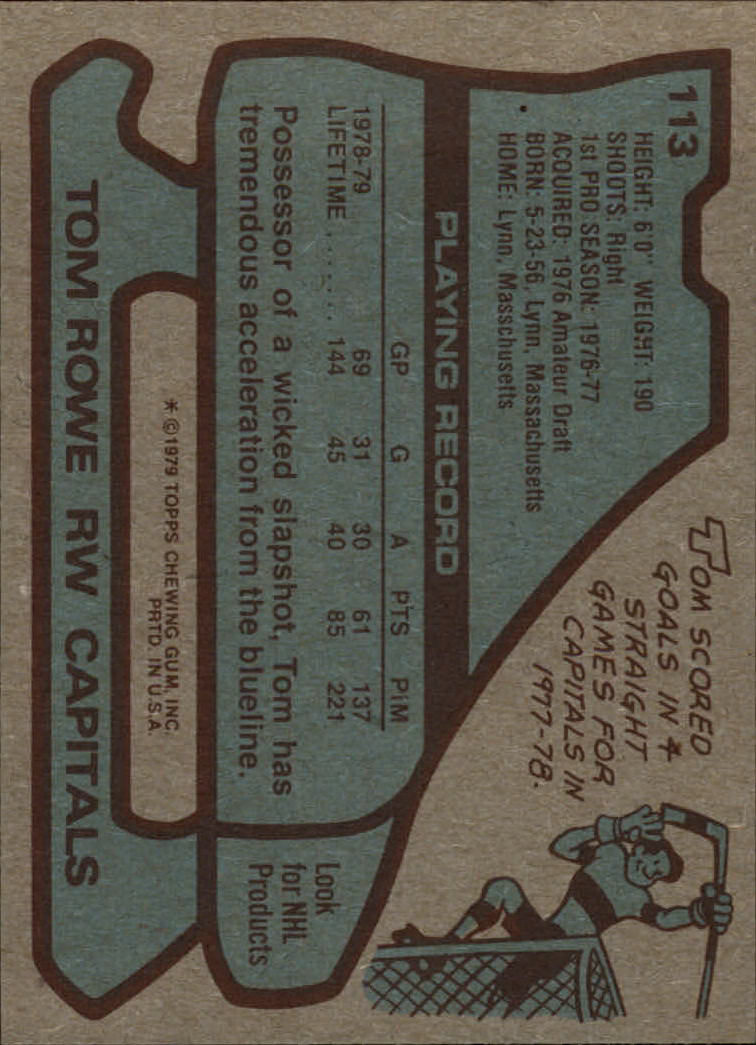 113
HEIGHT: 6'0" WEIGHT: 190
SHOOTS: Right
1st PRO SEASON: 1976-77
ACQUIRED: 1976 Amateur Draft
BORN: 5-23-56, Lynn, Massachusetts
HOME: Lynn, Masschusetts
TOM SCORED
GOALS IN 4
STRAIGHT
GAMES FOR
CAPITALS IN
1977-78.
PLAYING RECORD
GP G A PTS PiM
1978-79 69 31 30 61 137
LIFETIME ........ 144 45 40 85 221
Possessor of a wicked slapshot, Tom has
tremendous acceleration from the blueline.
Look
for NHL
Products
* ©1979 TOPPS CHEWING GUM, INC.
PRTD. IN U.S.A.
TOM ROWE RW CAPITALS